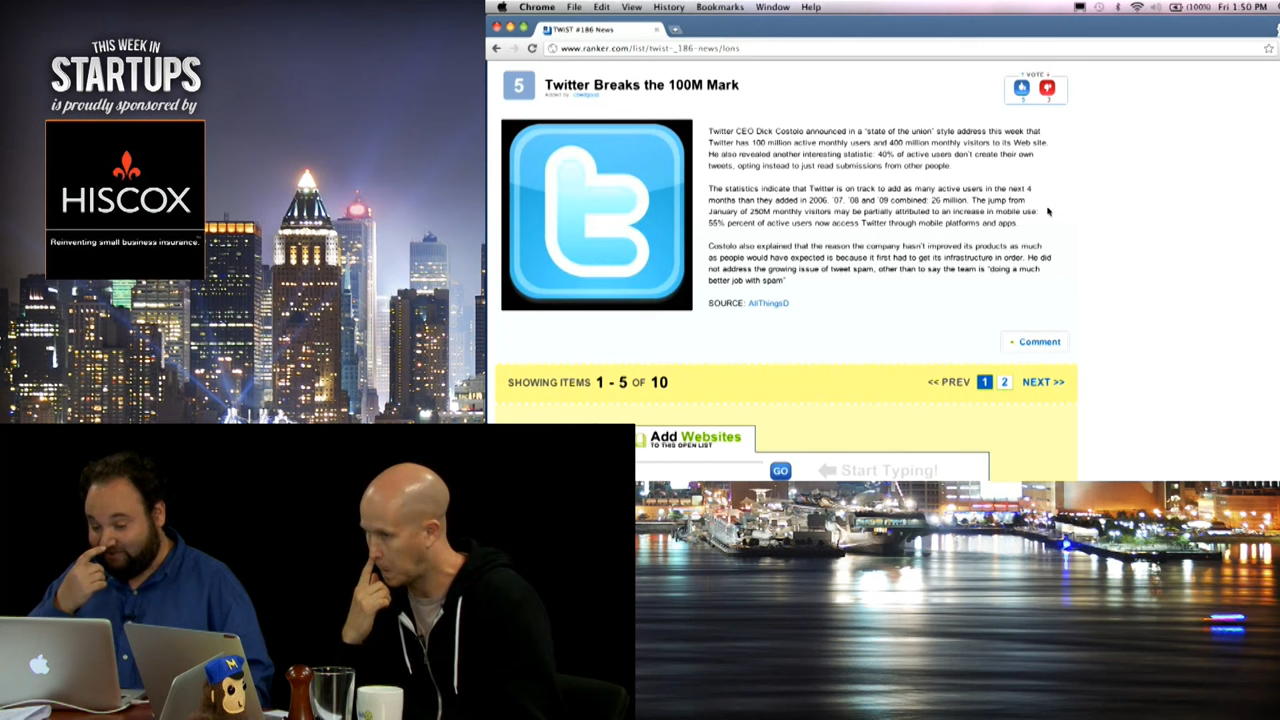 Chrome File Edit View History Bookmarks Window Help
(100%) Fri 1:50 PM
TWiST #186 News
www.ranker.com/list/twist-_186-news/lons
THIS WEEK IN
STARTUPS
is proudly sponsored by
HISCOX
Reinventing small business insurance.
5
Twitter Breaks the 100M Mark
Added by
VOTE
Twitter CEO Dick Costolo announced in a "state of the union" style address this week that
Twitter has 100 million active monthly users and 400 million monthly visitors to its Web site.
He also revealed another interesting statistic: 40% of active users don't create their own
tweets, opting instead to just read submissions from other people.
The statistics indicate that Twitter is on track to add as many active users in the next 4
months than they added in 2006, '07, '08 and '09 combined: 26 million. The jump from
January of 250M monthly visitors may be partially attributed to an increase in mobile use:
55% percent of active users now access Twitter through mobile platforms and apps.
Costolo also explained that the reason the company hasn't improved its products as much
as people would have expected is because it first had to get its infrastructure in order. He did
not address the growing issue of tweet spam, other than to say the team is "doing a much
better job with spam"
SOURCE: AllThingsD
Comment
SHOWING ITEMS 1 - 5 OF 10
<< PREV 1 2 NEXT >>
Add Websites
TO THIS OPEN LIST
GO
Start Typing!
M